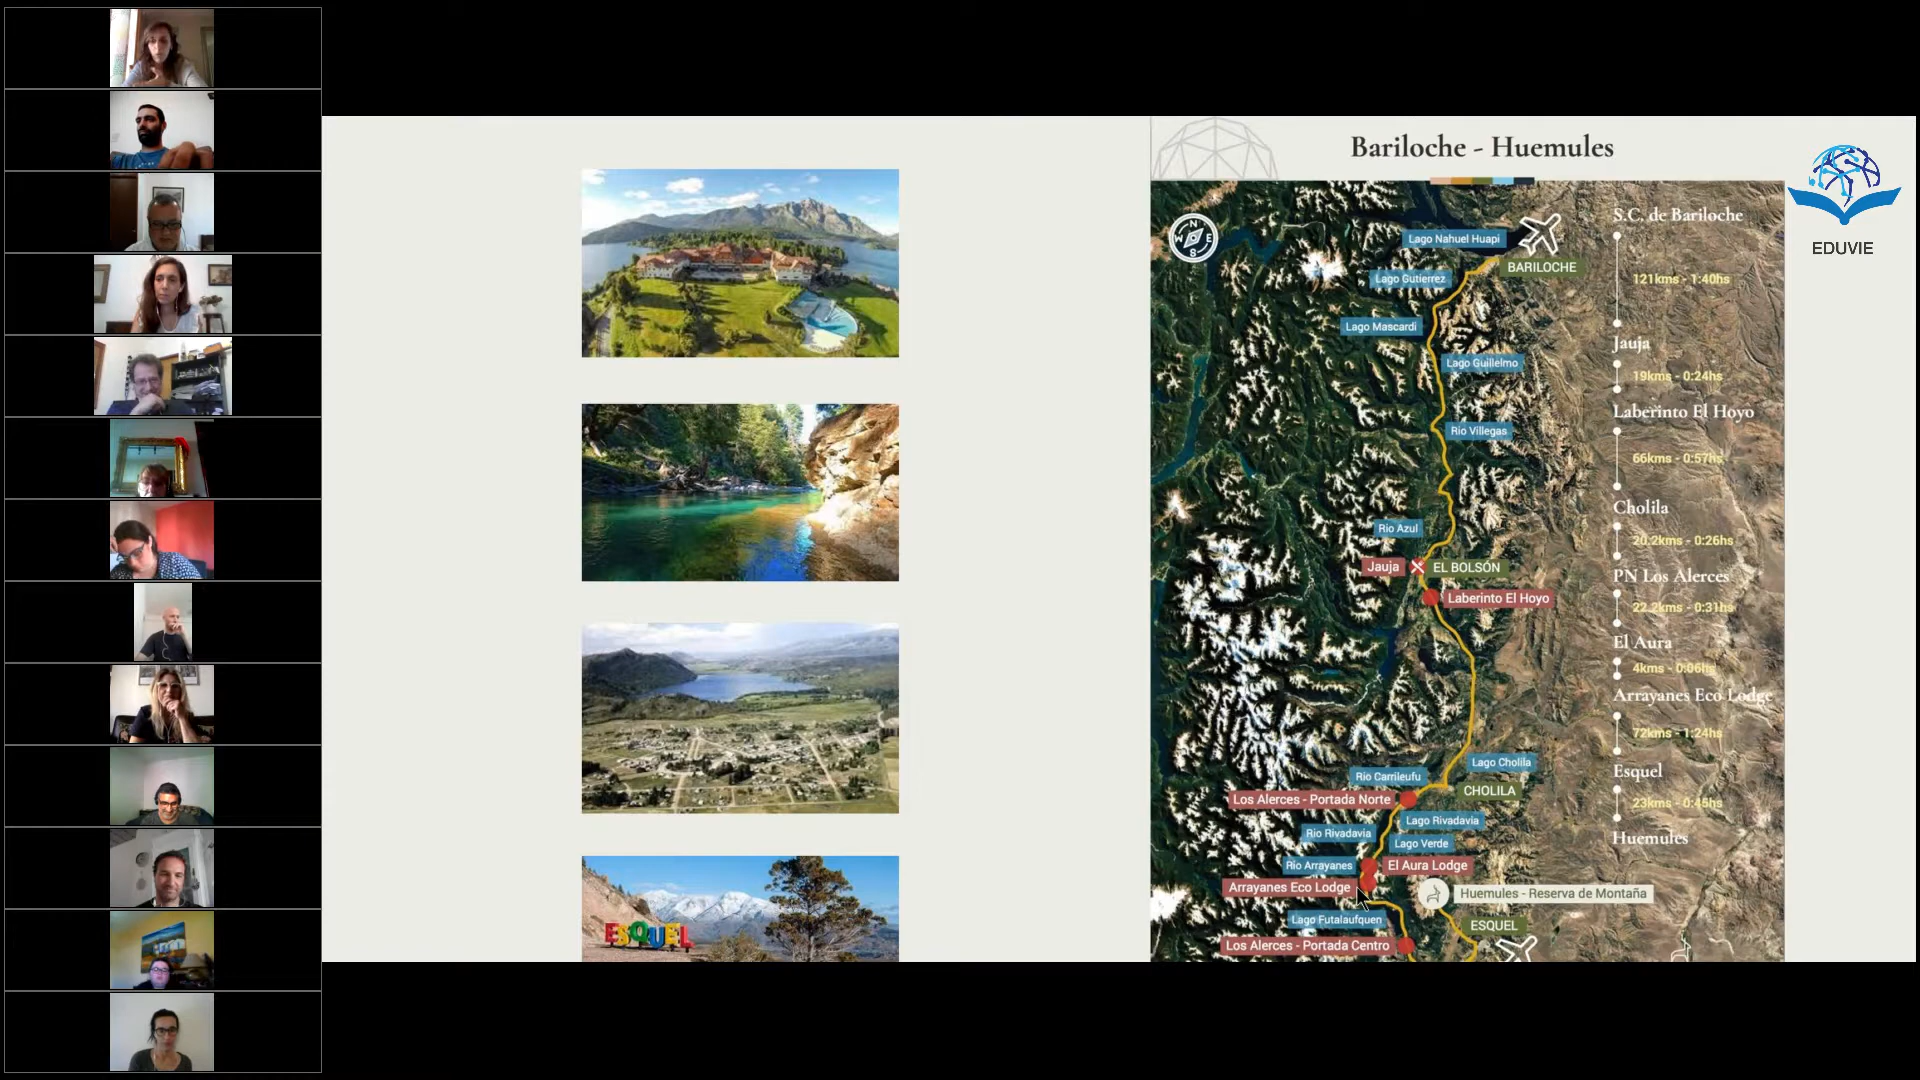 Bariloche - Huemules
EDUVIE
N
W E
S
Lago Nahuel Huapi
BARILOCHE
Lago Gutierrez
Lago Mascardi
Lago Guillelmo
Rio Villegas
Rio Azul
Jauja
EL BOLSÓN
Laberinto El Hoyo
Lago Cholila
Rio Carrileufu
CHOLILA
Los Alerces - Portada Norte
Lago Rivadavia
Rio Rivadavia
Lago Verde
Rio Arrayanes
El Aura Lodge
Arrayanes Eco Lodge
Huemules - Reserva de Montaña
Lago Futalaufquen
ESQUEL
Los Alerces - Portada Centro
S.C. de Bariloche
121kms - 1:40hs
Jauja
19kms - 0:24hs
Laberinto El Hoyo
66kms - 0:57hs
Cholila
20.2kms - 0:26hs
PN Los Alerces
22.2kms - 0:31hs
El Aura
4kms - 0:06hs
Arrayanes Eco Lodge
72kms - 1:24hs
Esquel
23kms - 0:45hs
Huemules
ESQUEL